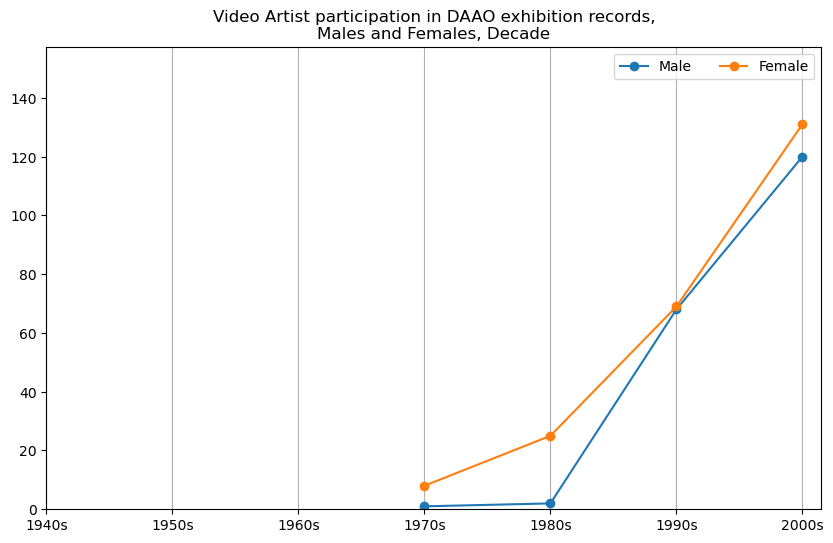 Video Artist participation in DAAO exhibition records,
Males and Females, Decade
Male
Female
140
120
100
80
60
40
20
0
1940s
1950s
1960s
1970s
1980s
1990s
2000s